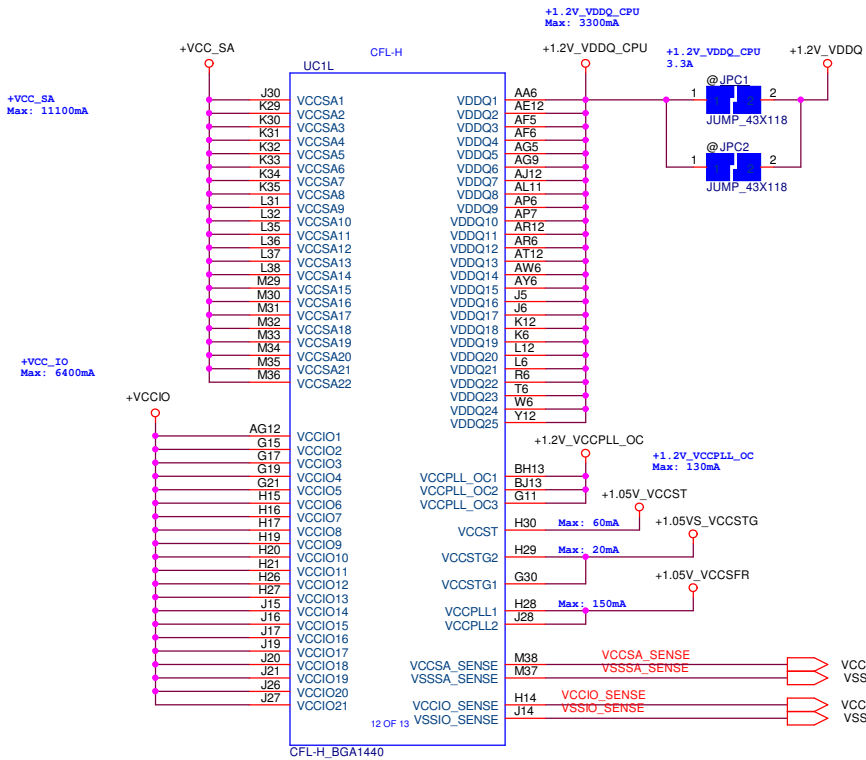 +1.2V_VDDQ_CPU
Max: 3300mA
+VCC_SA
CFL-H
+1.2V_VDDQ_CPU
+1.2V_VDDQ_CPU
3.3A
+1.2V_VDDQ
UC1L
+VCC_SA
Max: 11100mA
J30 VCCSA1
K29 VCCSA2
K30 VCCSA3
K31 VCCSA4
K32 VCCSA5
K33 VCCSA6
K34 VCCSA7
K35 VCCSA8
L31 VCCSA9
L32 VCCSA10
L35 VCCSA11
L36 VCCSA12
L37 VCCSA13
L38 VCCSA14
M29 VCCSA15
M30 VCCSA16
M31 VCCSA17
M32 VCCSA18
M33 VCCSA19
M34 VCCSA20
M35 VCCSA21
M36 VCCSA22
VDDQ1 AA6
VDDQ2 AE12
VDDQ3 AF5
VDDQ4 AF6
VDDQ5 AG5
VDDQ6 AG9
VDDQ7 AJ12
VDDQ8 AL11
VDDQ9 AP6
VDDQ10 AP7
VDDQ11 AR12
VDDQ12 AR6
VDDQ13 AT12
VDDQ14 AW6
VDDQ15 AY6
VDDQ16 J5
VDDQ17 J6
VDDQ18 K12
VDDQ19 K6
VDDQ20 L12
VDDQ21 L6
VDDQ22 R6
VDDQ23 T6
VDDQ24 W6
VDDQ25 Y12
@JPC1
1 1 2 2
JUMP_43X118
@JPC2
1 1 2 2
JUMP_43X118
+VCC_IO
Max: 6400mA
+VCCIO
AG12 VCCIO1
G15 VCCIO2
G17 VCCIO3
G19 VCCIO4
G21 VCCIO5
H15 VCCIO6
H16 VCCIO7
H17 VCCIO8
H19 VCCIO9
H20 VCCIO10
H21 VCCIO11
H26 VCCIO12
H27 VCCIO13
J15 VCCIO14
J16 VCCIO15
J17 VCCIO16
J19 VCCIO17
J20 VCCIO18
J21 VCCIO19
J26 VCCIO20
J27 VCCIO21
+1.2V_VCCPLL_OC
+1.2V_VCCPLL_OC
Max: 130mA
VCCPLL_OC1 BH13
VCCPLL_OC2 BJ13
VCCPLL_OC3 G11
+1.05V_VCCST
VCCST H30 Max: 60mA
+1.05VS_VCCSTG
VCCSTG2 H29 Max: 20mA
VCCSTG1 G30
+1.05V_VCCSFR
VCCPLL1 H28 Max: 150mA
VCCPLL2 J28
VCCSA_SENSE M38 VCCSA_SENSE VCC
VSSSA_SENSE M37 VSSSA_SENSE VSS
VCCIO_SENSE H14 VCCIO_SENSE VCC
VSSIO_SENSE J14 VSSIO_SENSE VSS
12 OF 13
CFL-H_BGA1440